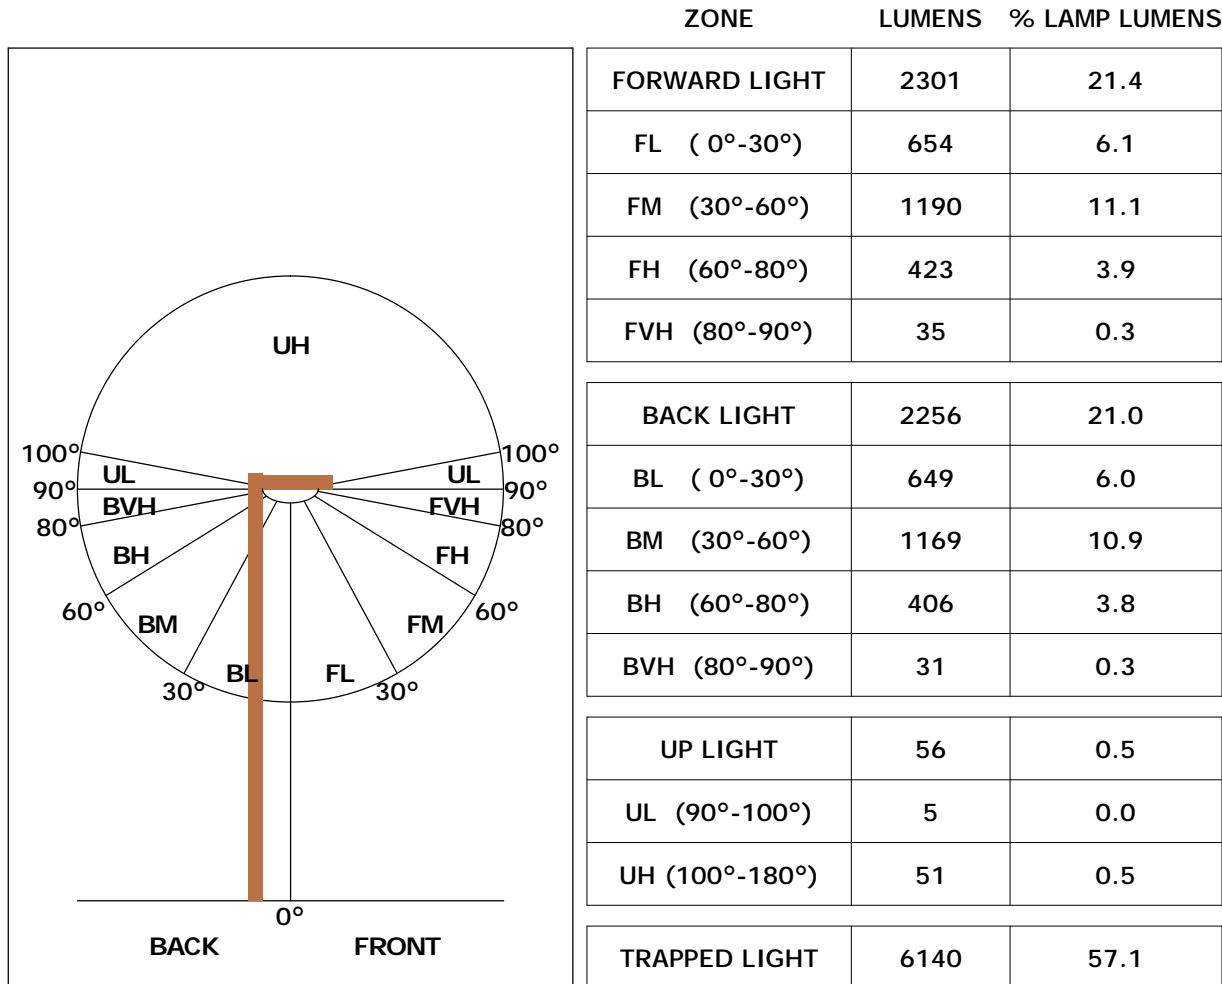 ZONE LUMENS % LAMP LUMENS
FORWARD LIGHT 2301 21.4
FL ( 0°-30°) 654 6.1
FM (30°-60°) 1190 11.1
FH (60°-80°) 423 3.9
FVH (80°-90°) 35 0.3
BACK LIGHT 2256 21.0
BL ( 0°-30°) 649 6.0
BM (30°-60°) 1169 10.9
BH (60°-80°) 406 3.8
BVH (80°-90°) 31 0.3
UP LIGHT 56 0.5
UL (90°-100°) 5 0.0
UH (100°-180°) 51 0.5
TRAPPED LIGHT 6140 57.1
UH
100° 100°
UL UL
90° 90°
BVH FVH
80° 80°
BH FH
60° 60°
BM FM
BL FL
30° 30°
0°
BACK FRONT